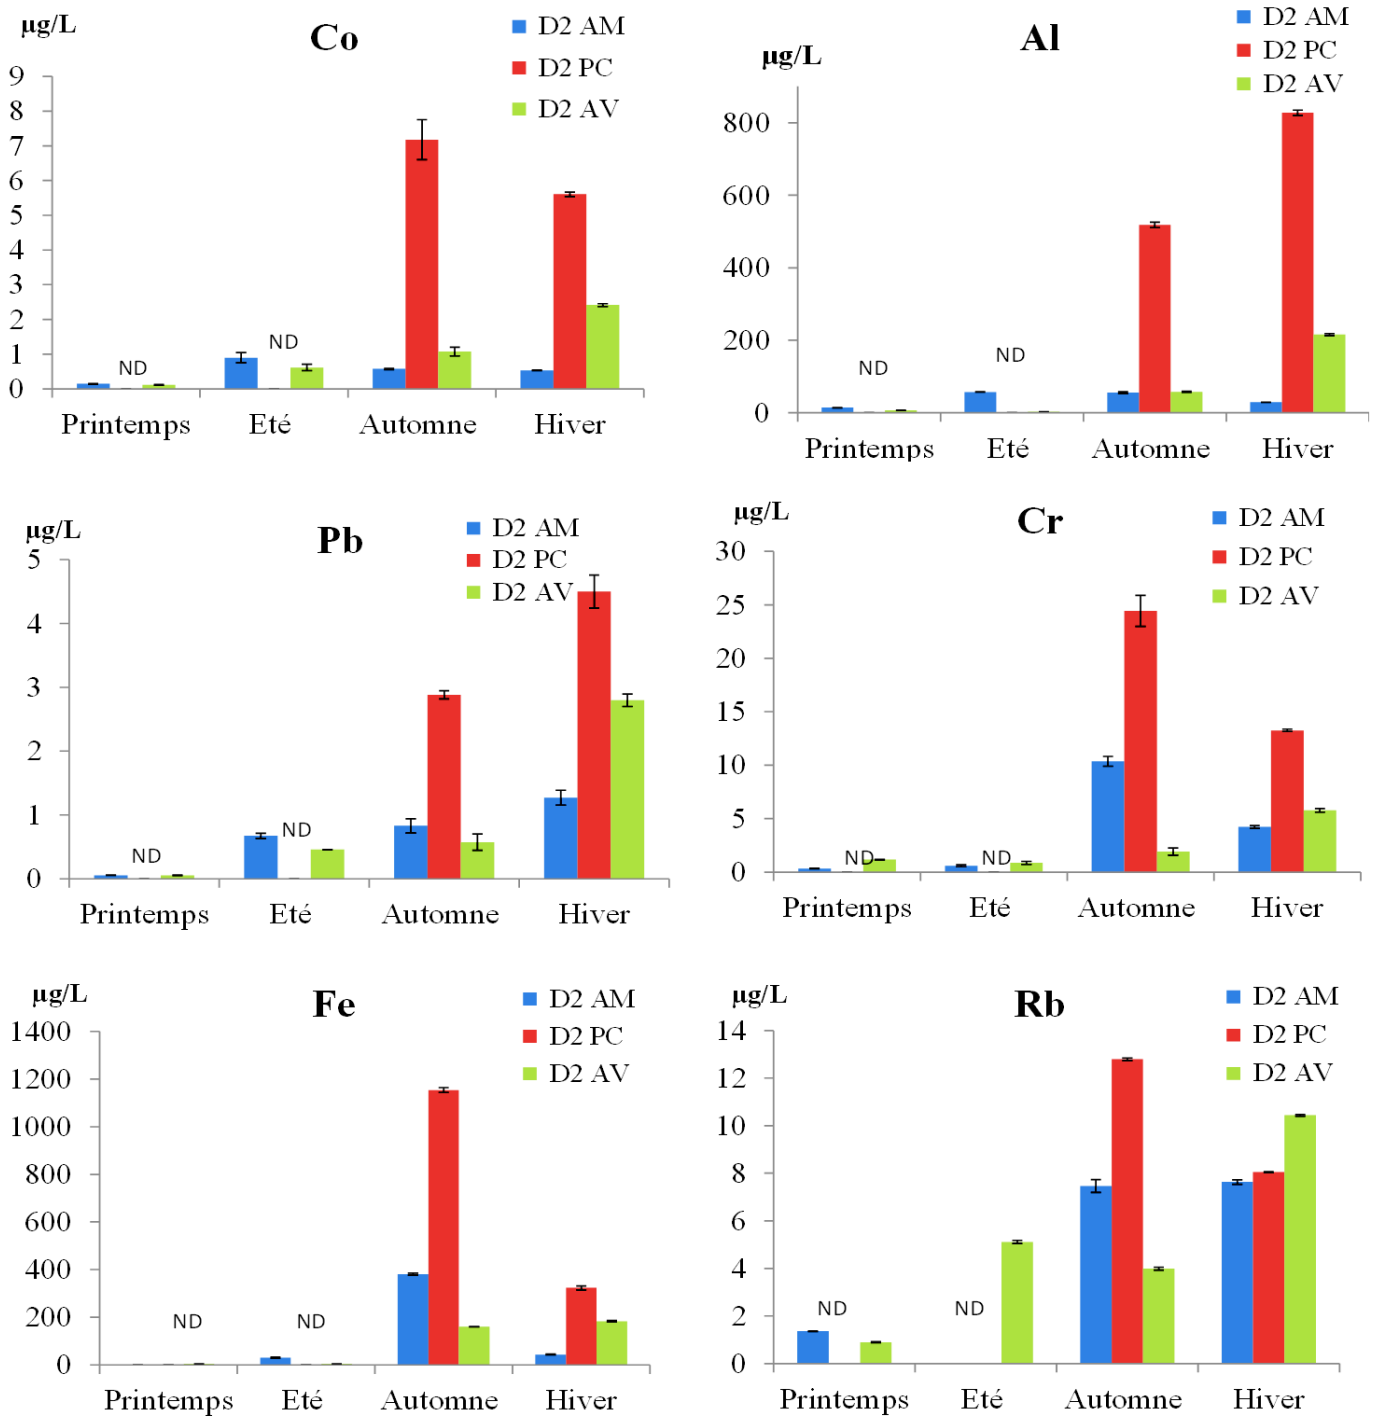 µg/L
Co
D2 AM
D2 PC
D2 AV
9
8
7
6
5
4
3
2
1
0
ND
ND
Printemps Eté Automne Hiver
µg/L
Al
D2 AM
D2 PC
D2 AV
800
600
400
200
0
ND
ND
Printemps Eté Automne Hiver
µg/L
Pb
D2 AM
D2 PC
D2 AV
5
4
3
2
1
0
ND
ND
Printemps Eté Automne Hiver
µg/L
Cr
D2 AM
D2 PC
D2 AV
30
25
20
15
10
5
0
ND
ND
Printemps Eté Automne Hiver
µg/L
Fe
D2 AM
D2 PC
D2 AV
1400
1200
1000
800
600
400
200
0
ND
ND
Printemps Eté Automne Hiver
µg/L
Rb
D2 AM
D2 PC
D2 AV
14
12
10
8
6
4
2
0
ND
ND
Printemps Eté Automne Hiver